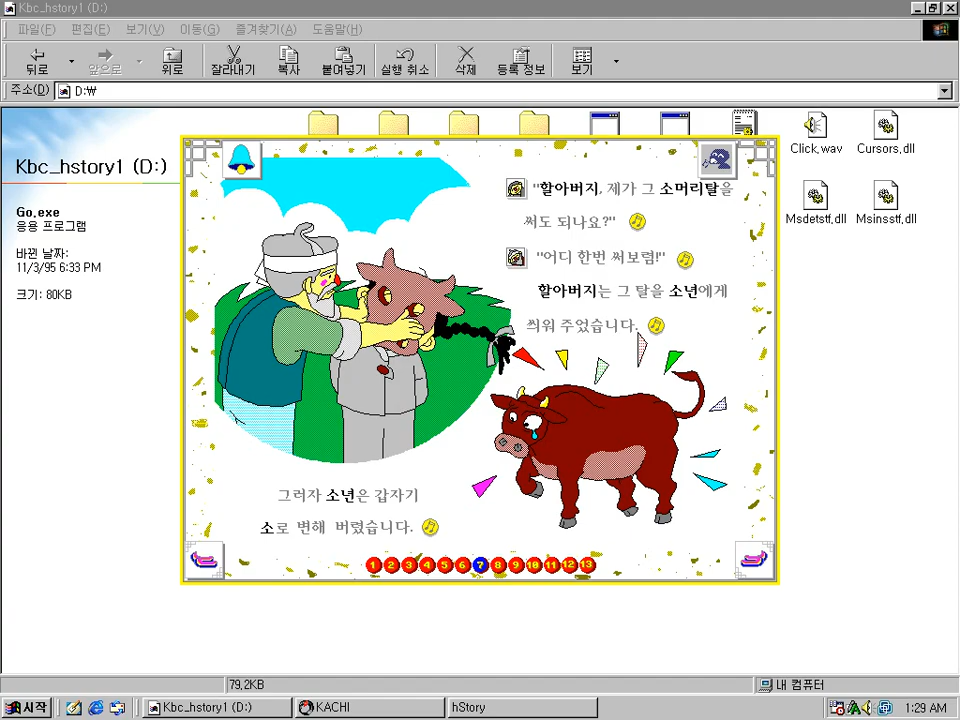 Kbc_hstory1 (D:)
파일(F) 편집(E) 보기(V) 이동(G) 즐겨찾기(A) 도움말(H)
뒤로 앞으로 위로 잘라내기 복사 붙여넣기 실행 취소 삭제 등록 정보 보기
주소(D) D:₩
Kbc_hstory1 (D:)
Go.exe
응용 프로그램
바뀐 날짜:
11/3/95 6:33 PM
크기: 80KB
Click.wav Cursors.dll
Msdetstf.dll Msinsstf.dll
"할아버지, 제가 그 소머리탈을
써도 되나요?"
"어디 한번 써보렴!"
할아버지는 그 탈을 소년에게
씌워 주었습니다.
그러자 소년은 갑자기
소로 변해 버렸습니다.
1 2 3 4 5 6 7 8 9 10 11 12 13
79.2KB 내 컴퓨터
시작 Kbc_hstory1 (D:) KACHI hStory 1:29 AM